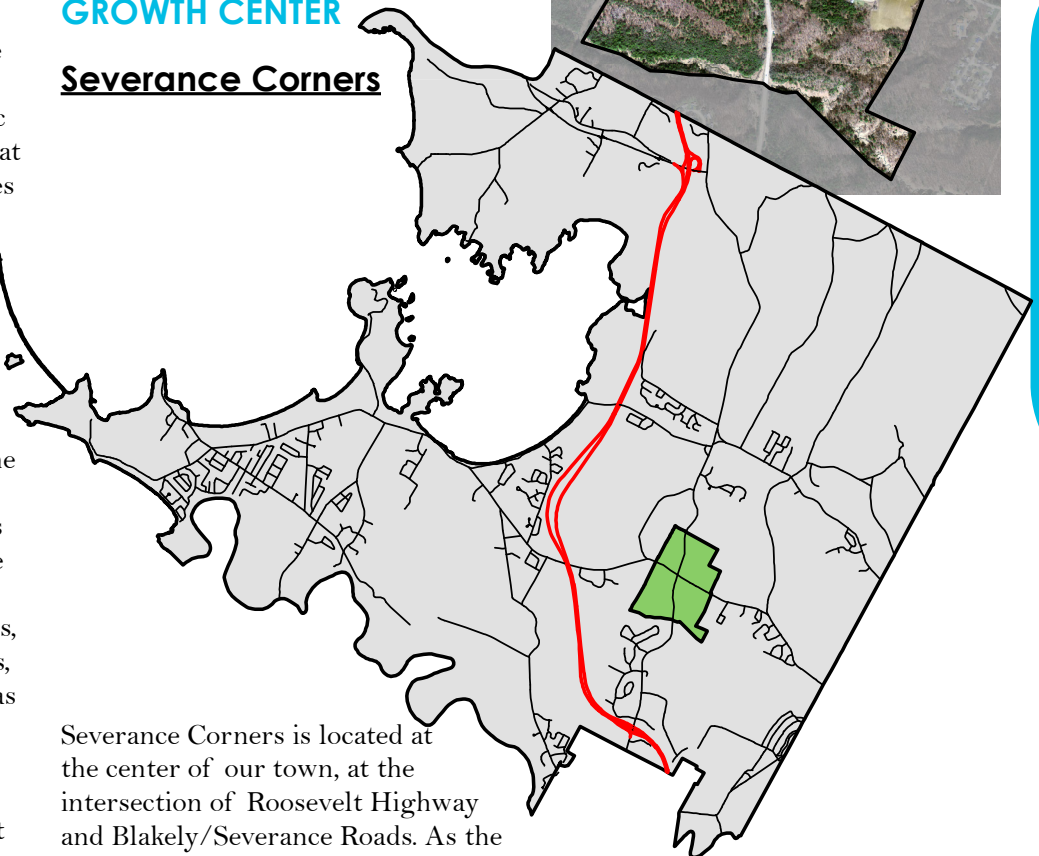 GROWTH CENTER
Severance Corners
at
s,
s,
Severance Corners is located at
the center of our town, at the
intersection of Roosevelt Highway
and Blakely/Severance Roads. As the